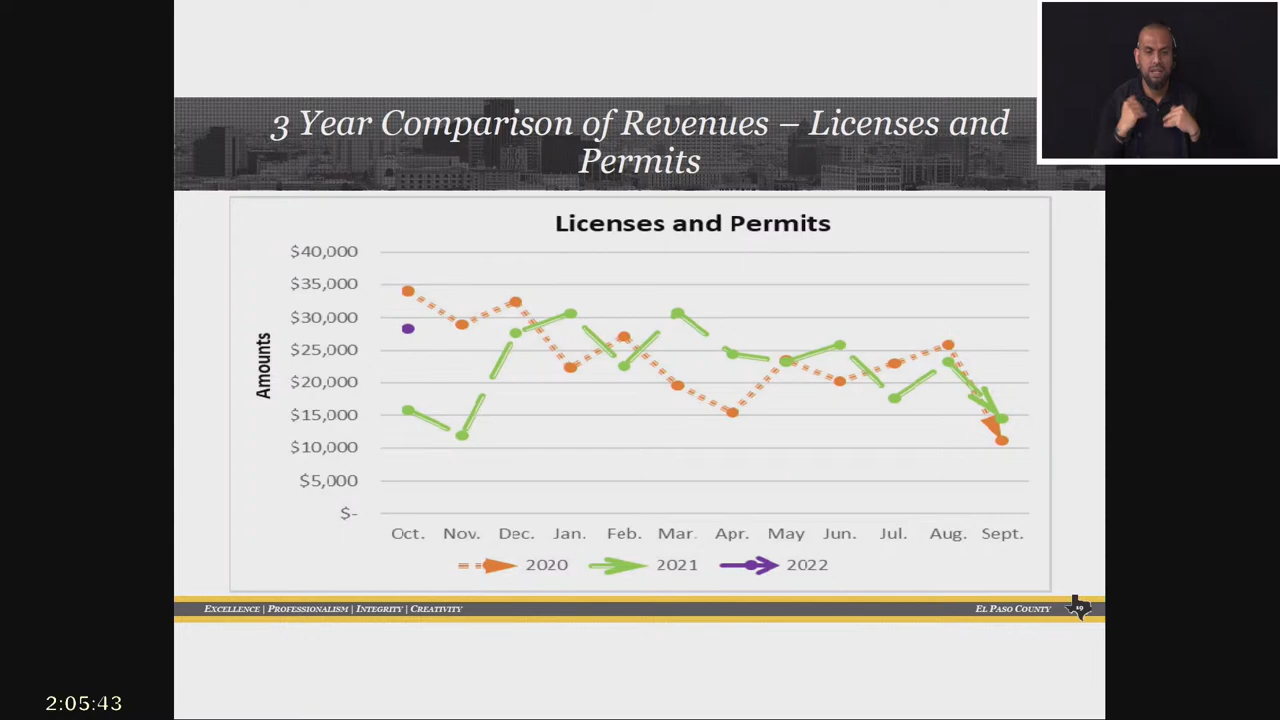 3 Year Comparison of Revenues – Licenses and
Permits
Licenses and Permits
Amounts
$40,000
$35,000
$30,000
$25,000
$20,000
$15,000
$10,000
$5,000
$-
Oct. Nov. Dec. Jan. Feb. Mar. Apr. May Jun. Jul. Aug. Sept.
2020 2021 2022
EXCELLENCE | PROFESSIONALISM | INTEGRITY | CREATIVITY
EL PASO COUNTY
19
2:05:43